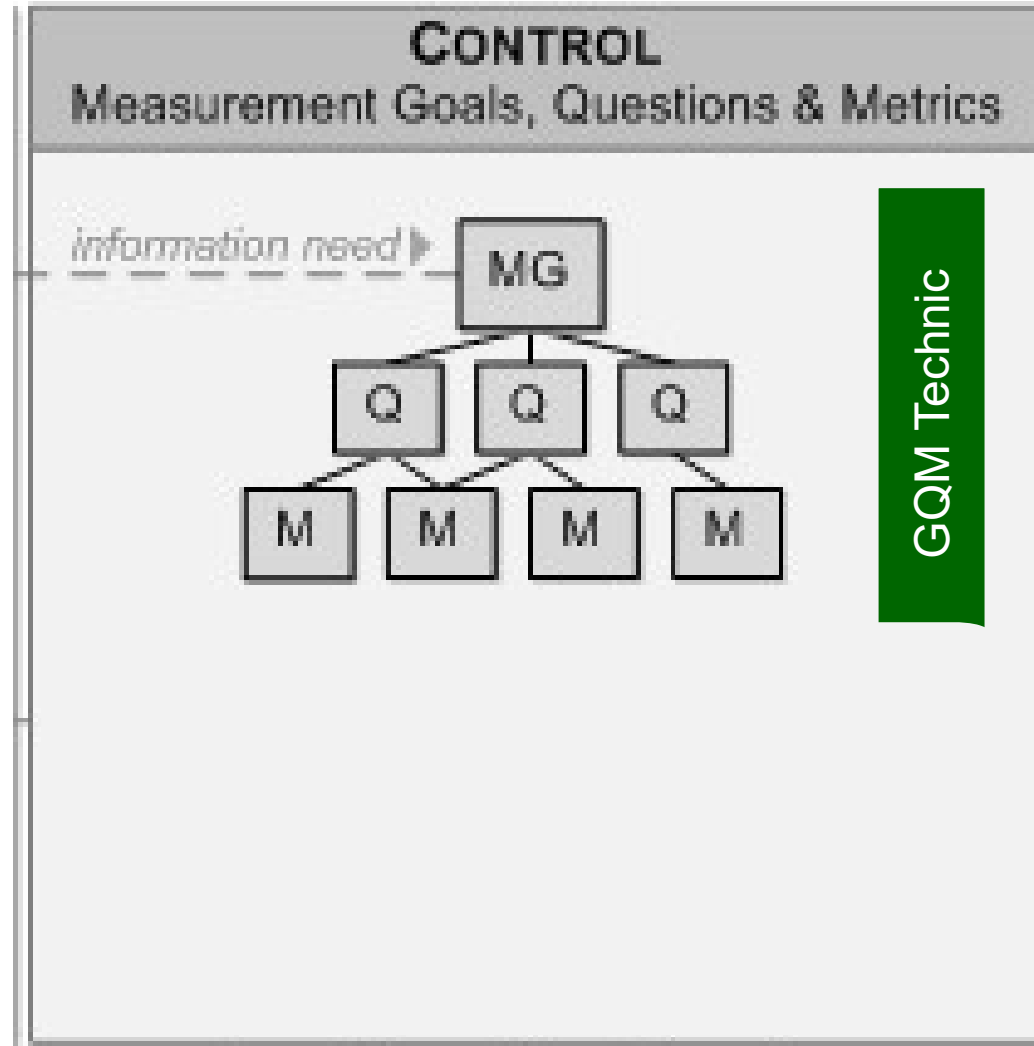 CONTROL
Measurement Goals, Questions & Metrics
information need
MG
Q Q Q
M M M M
GQM Technic